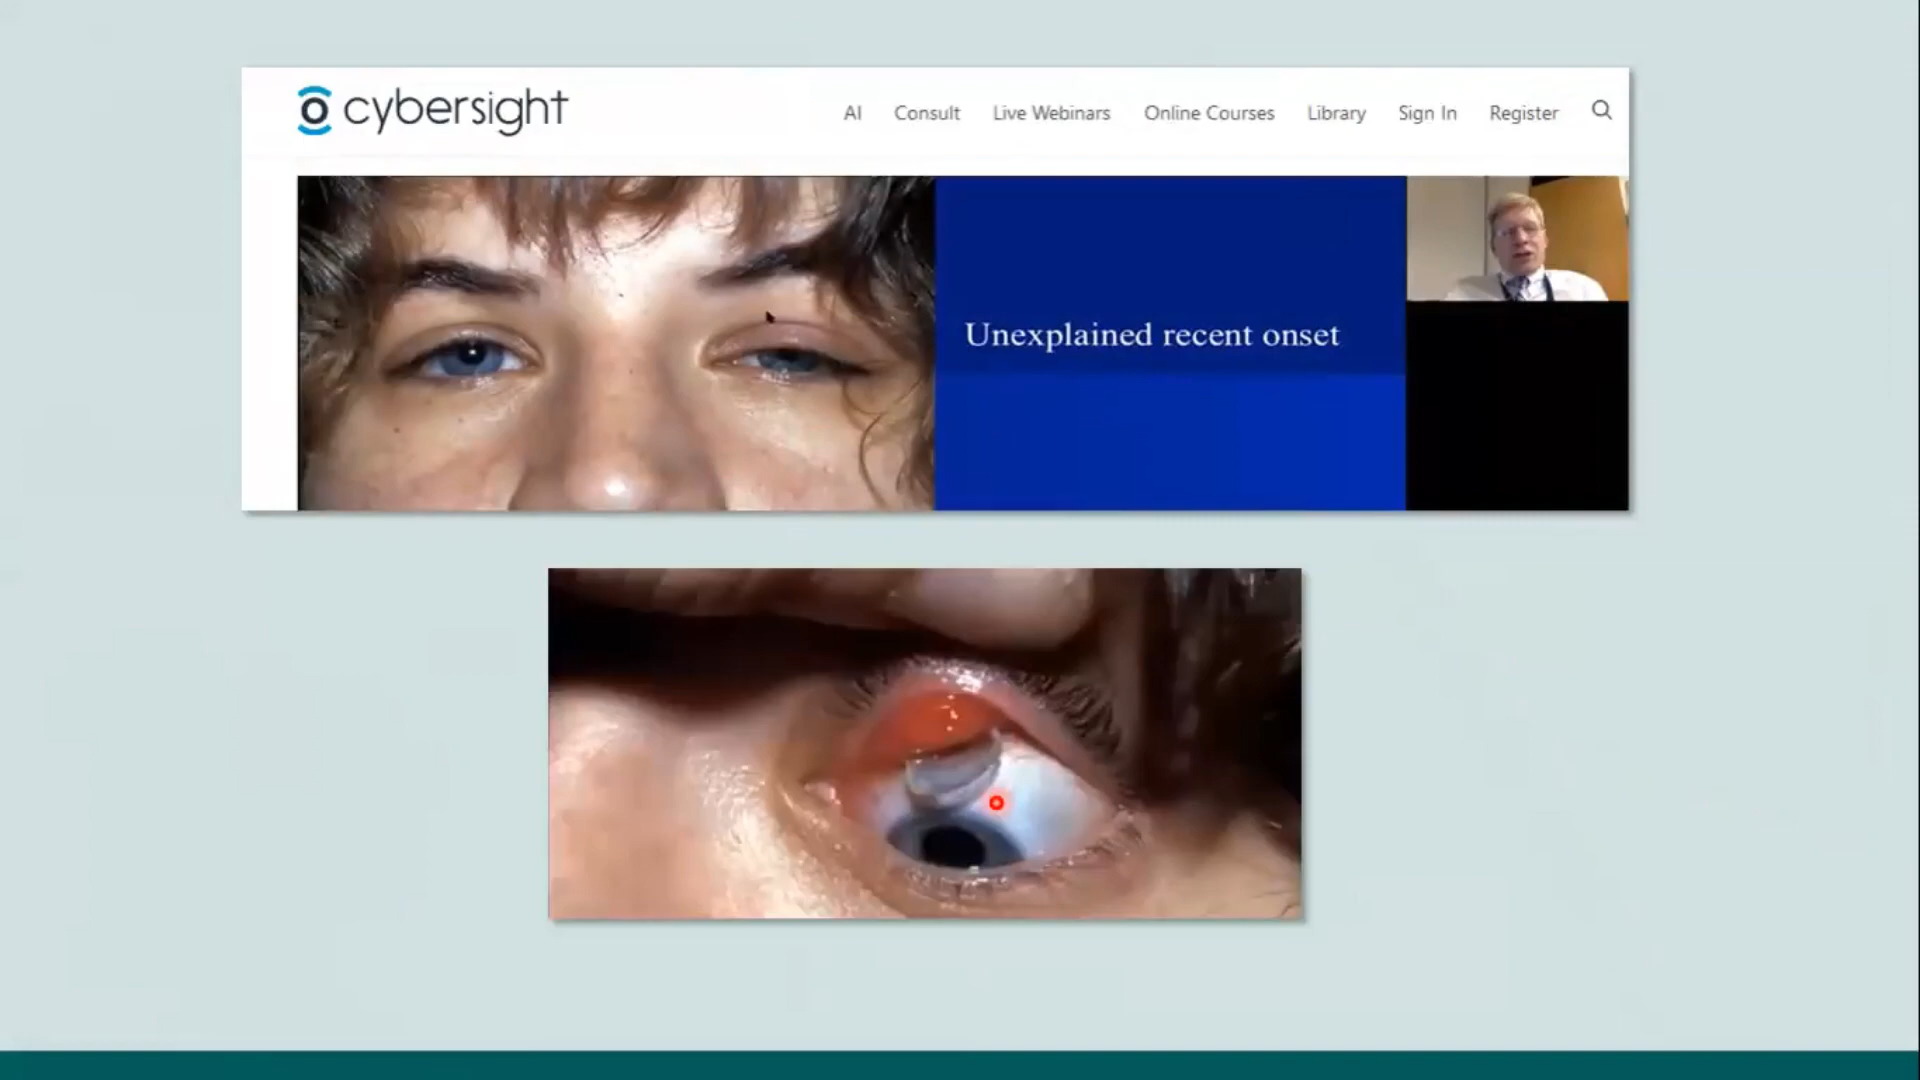 cybersight
AI Consult Live Webinars Online Courses Library Sign In Register
Unexplained recent onset